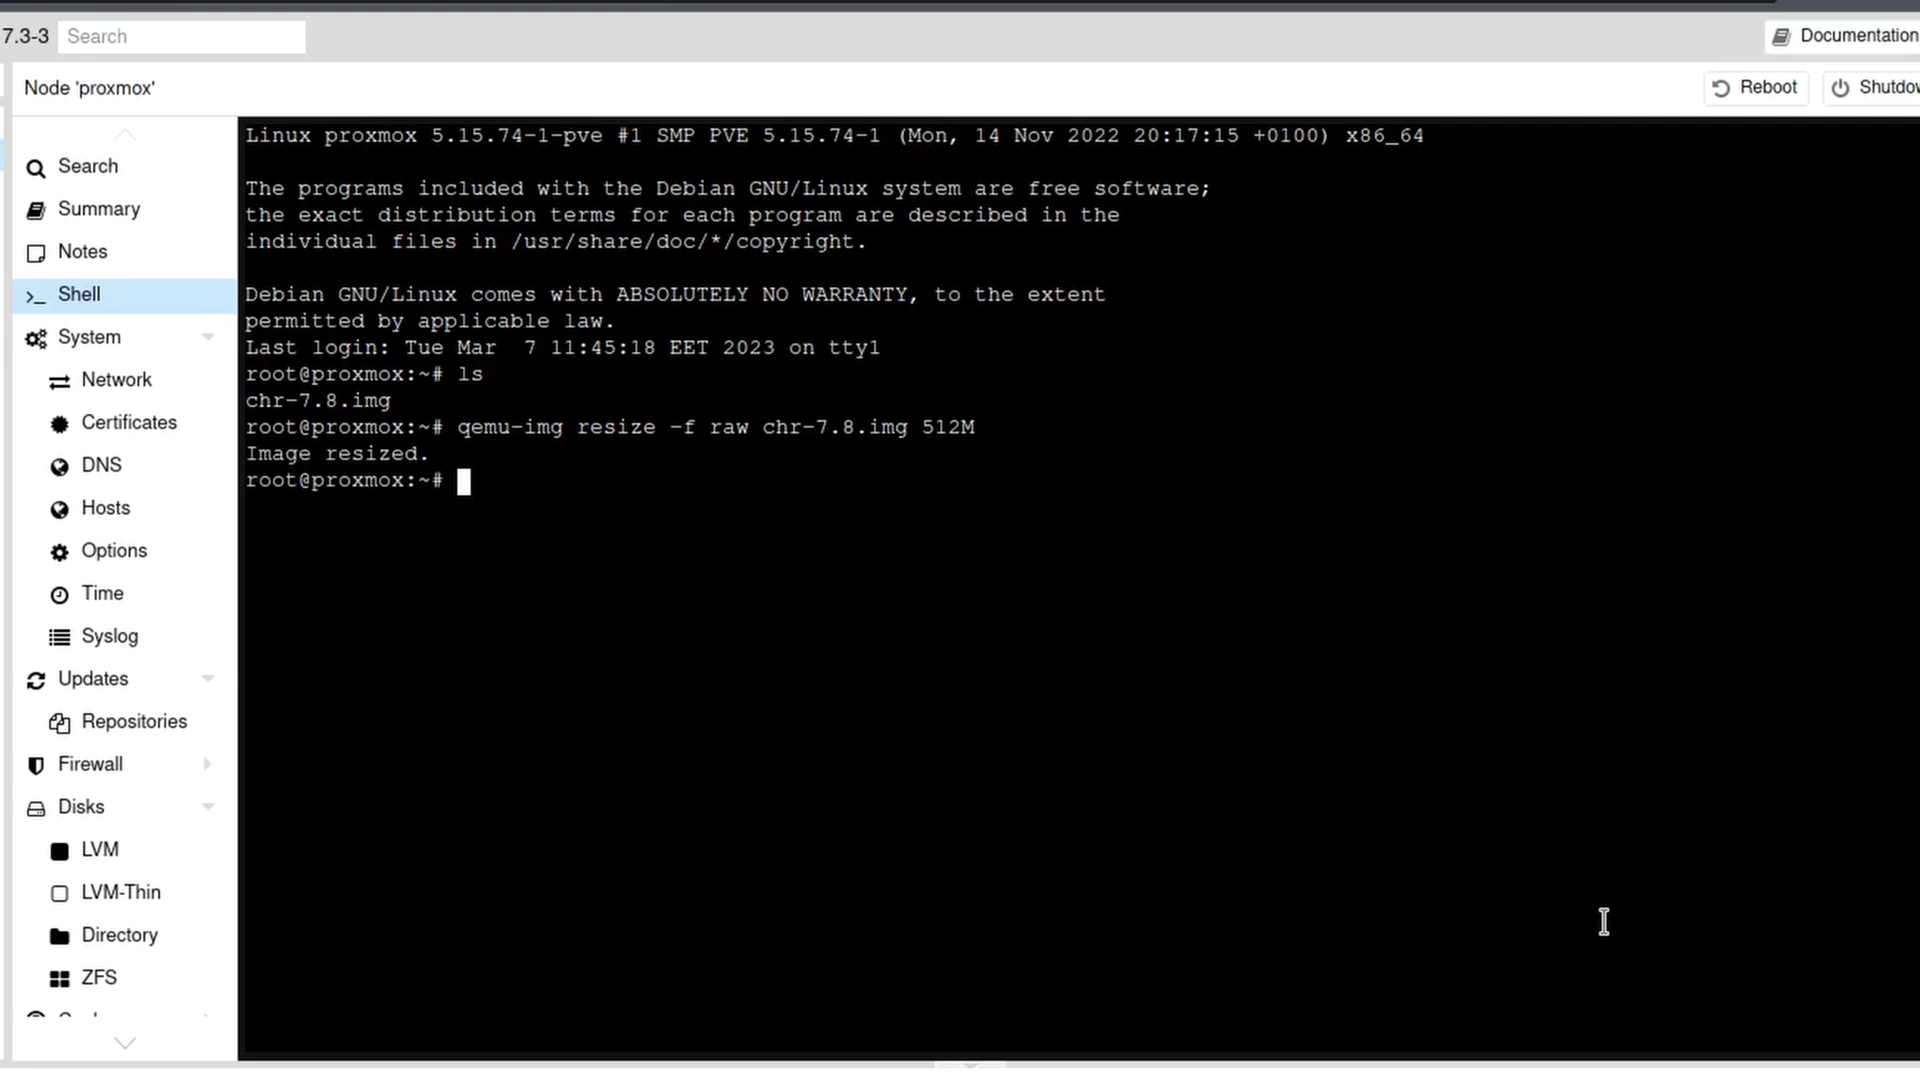 7.3-3 Search Documentation
Node 'proxmox' Reboot
Search
Summary
Notes
Shell
System
Network
Certificates
DNS
Hosts
Options
Time
Syslog
Updates
Repositories
Firewall
Disks
LVM
LVM-Thin
Directory
ZFS
Linux proxmox 5.15.74-1-pve #1 SMP PVE 5.15.74-1 (Mon, 14 Nov 2022 20:17:15 +0100) x86_64
The programs included with the Debian GNU/Linux system are free software;
the exact distribution terms for each program are described in the
individual files in /usr/share/doc/*/copyright.
Debian GNU/Linux comes with ABSOLUTELY NO WARRANTY, to the extent
permitted by applicable law.
Last login: Tue Mar  7 11:45:18 EET 2023 on tty1
root@proxmox:~# ls
chr-7.8.img
root@proxmox:~# qemu-img resize -f raw chr-7.8.img 512M
Image resized.
root@proxmox:~#